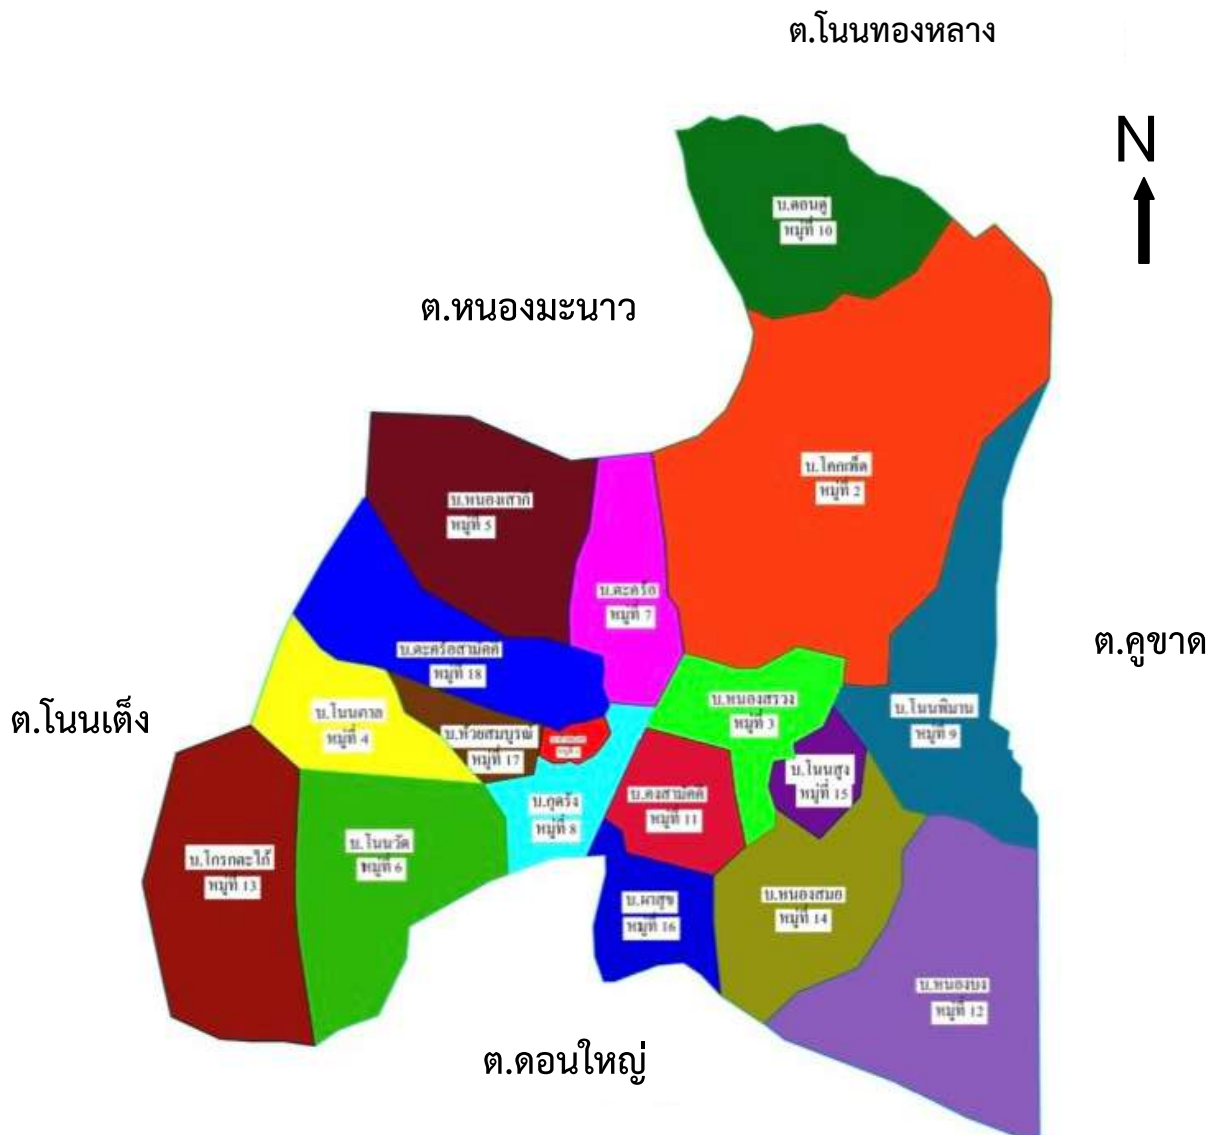 ต.โนนทองหลาง
N
บ.ดอนดู่
หมู่ที่ 10
ต.หนองมะนาว
บ.โคกเพ็ด
หมู่ที่ 2
บ.หนองเสาที
หมู่ที่ 5
บ.ตะคร้อ
หมู่ที่ 7
ต.คูขาด
บ.ตะคร้อสามัคคี
หมู่ที่ 18
บ.หนองสรวง
หมู่ที่ 3
บ.โนนพิมาน
หมู่ที่ 9
ต.โนนเต็ง
บ.โนนตาล
หมู่ที่ 4
บ.ห้วยสมบูรณ์
หมู่ที่ 17
บ.โนนสูง
หมู่ที่ 15
บ.กุดรัง
หมู่ที่ 8
บ.คงสามัคคี
หมู่ที่ 11
บ.โกรกตะไก้
หมู่ที่ 13
บ.โนนวัด
หมู่ที่ 6
บ.ผาสุข
หมู่ที่ 16
บ.หนองสมอ
หมู่ที่ 14
บ.หนองบง
หมู่ที่ 12
ต.ดอนใหญ่